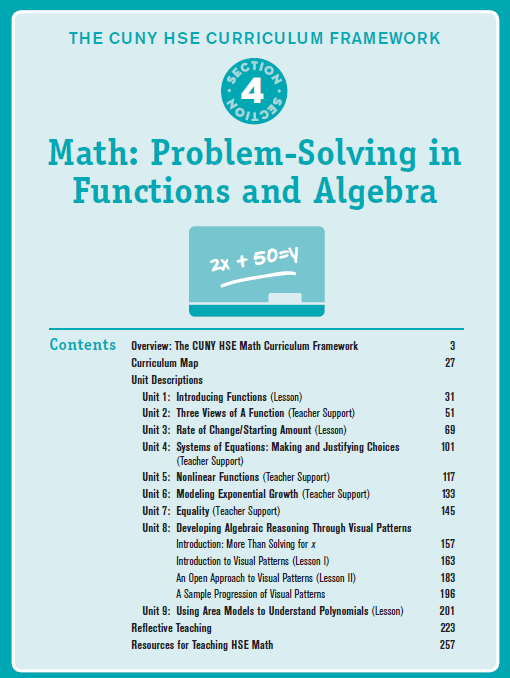 THE CUNY HSE CURRICULUM FRAMEWORK
SECTION
4
SECTION
Math: Problem-Solving in
Functions and Algebra
2x + 50=y
Contents
Overview: The CUNY HSE Math Curriculum Framework 3
Curriculum Map 27
Unit Descriptions
Unit 1: Introducing Functions (Lesson) 31
Unit 2: Three Views of A Function (Teacher Support) 51
Unit 3: Rate of Change/Starting Amount (Lesson) 69
Unit 4: Systems of Equations: Making and Justifying Choices 101
(Teacher Support)
Unit 5: Nonlinear Functions (Teacher Support) 117
Unit 6: Modeling Exponential Growth (Teacher Support) 133
Unit 7: Equality (Teacher Support) 145
Unit 8: Developing Algebraic Reasoning Through Visual Patterns
Introduction: More Than Solving for x 157
Introduction to Visual Patterns (Lesson I) 163
An Open Approach to Visual Patterns (Lesson II) 183
A Sample Progression of Visual Patterns 196
Unit 9: Using Area Models to Understand Polynomials (Lesson) 201
Reflective Teaching 223
Resources for Teaching HSE Math 257